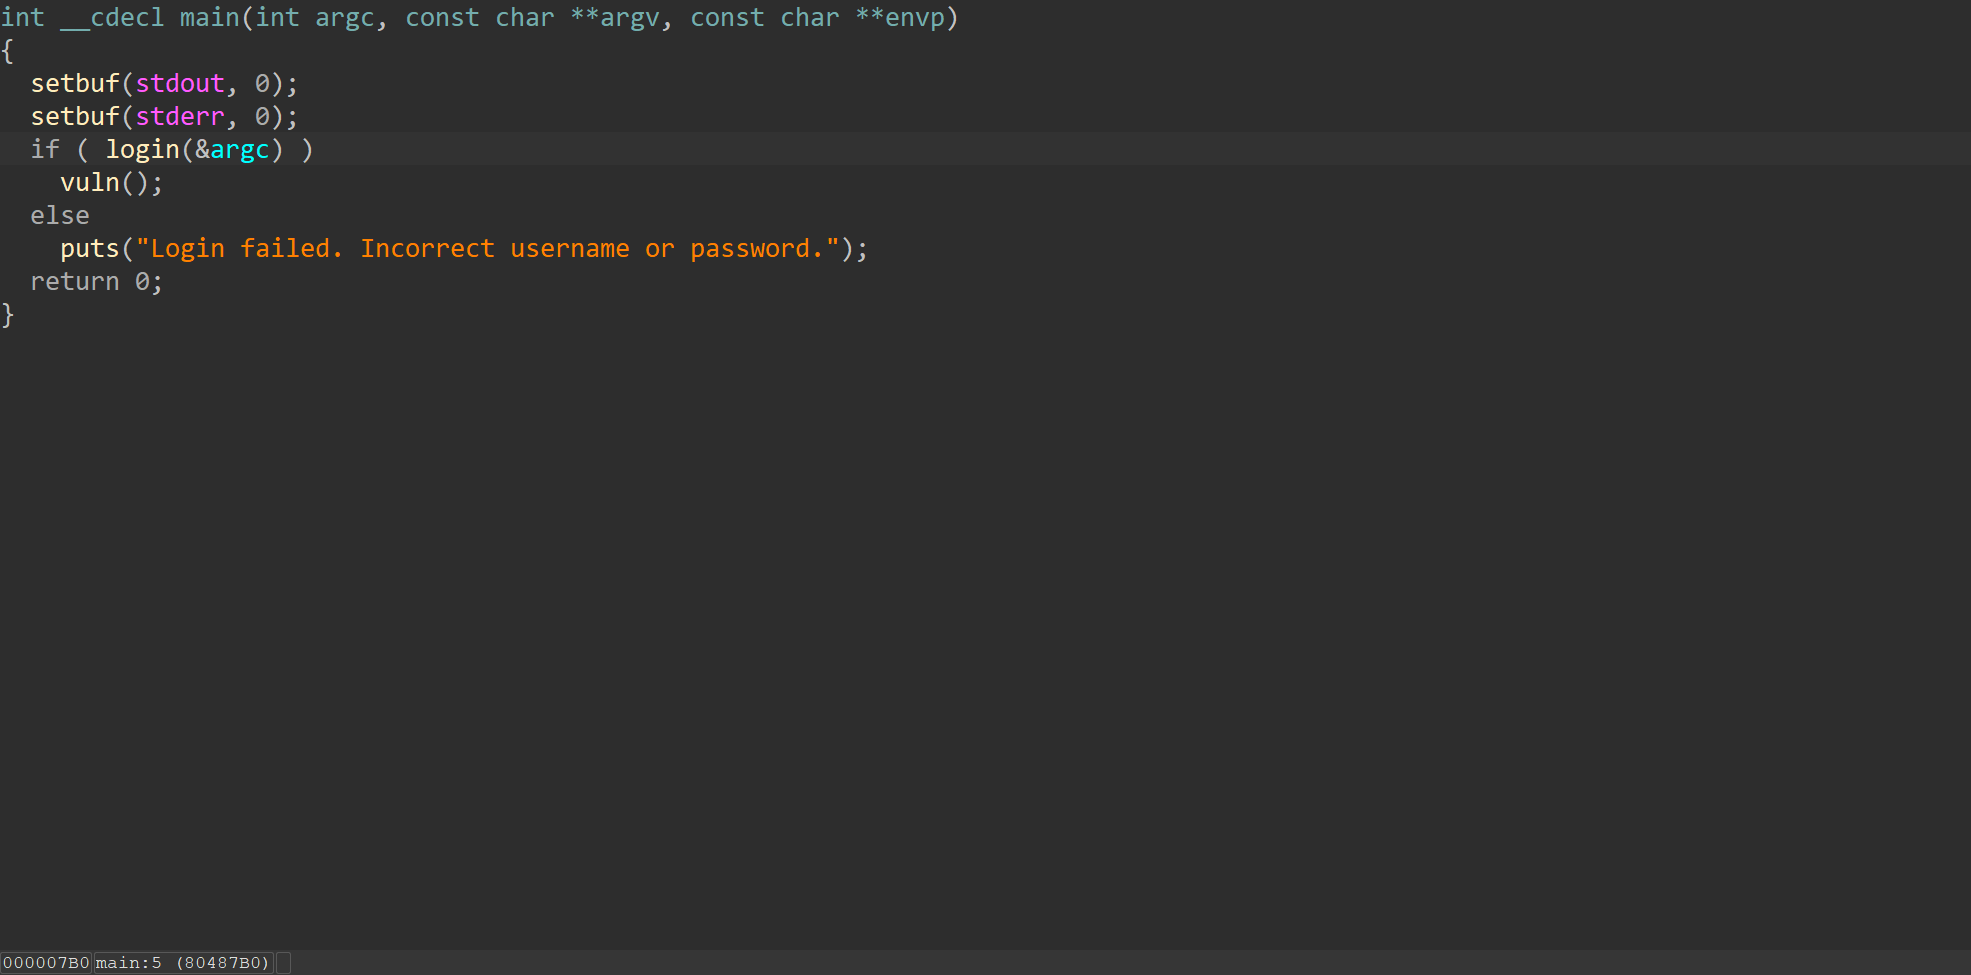 int __cdecl main(int argc, const char **argv, const char **envp)
{
  setbuf(stdout, 0);
  setbuf(stderr, 0);
  if ( login(&argc) )
    vuln();
  else
    puts("Login failed. Incorrect username or password.");
  return 0;
}
000007B0 main:5 (80487B0)